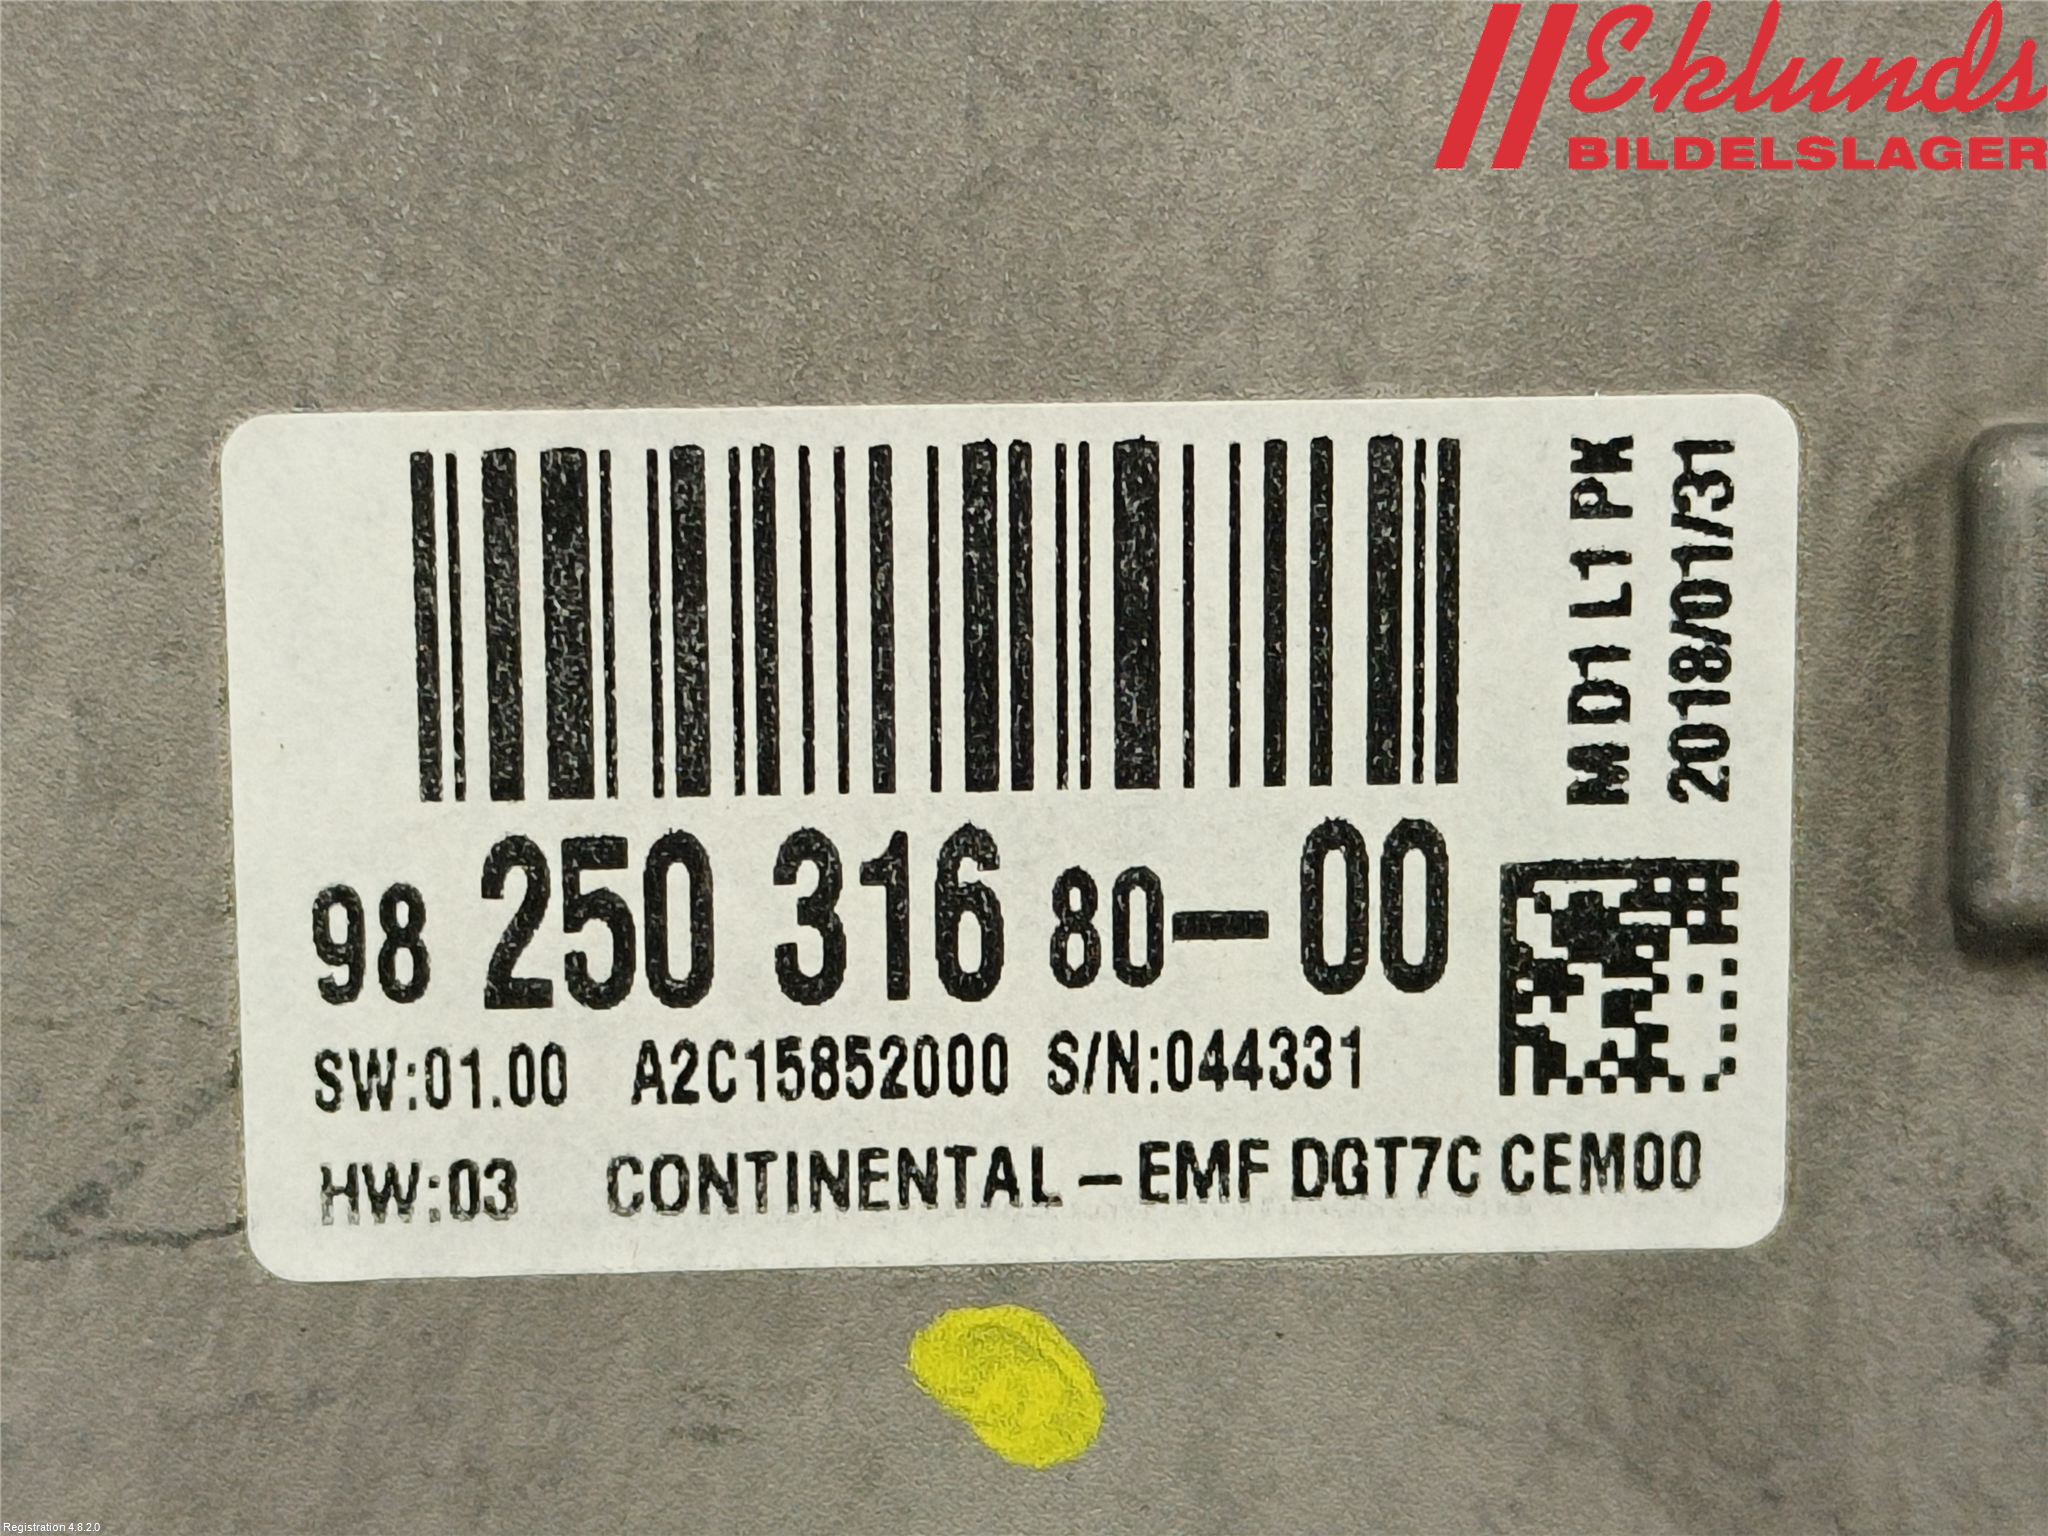 Eklunds
BILDELSLAGER
MD1 L1 PK
2018/01/31
98 250 316 80-00
SW:01.00 A2C15852000 S/N:044331
HW:03 CONTINENTAL-EMF DGT7C CEM00
Registration 4.8.2.0